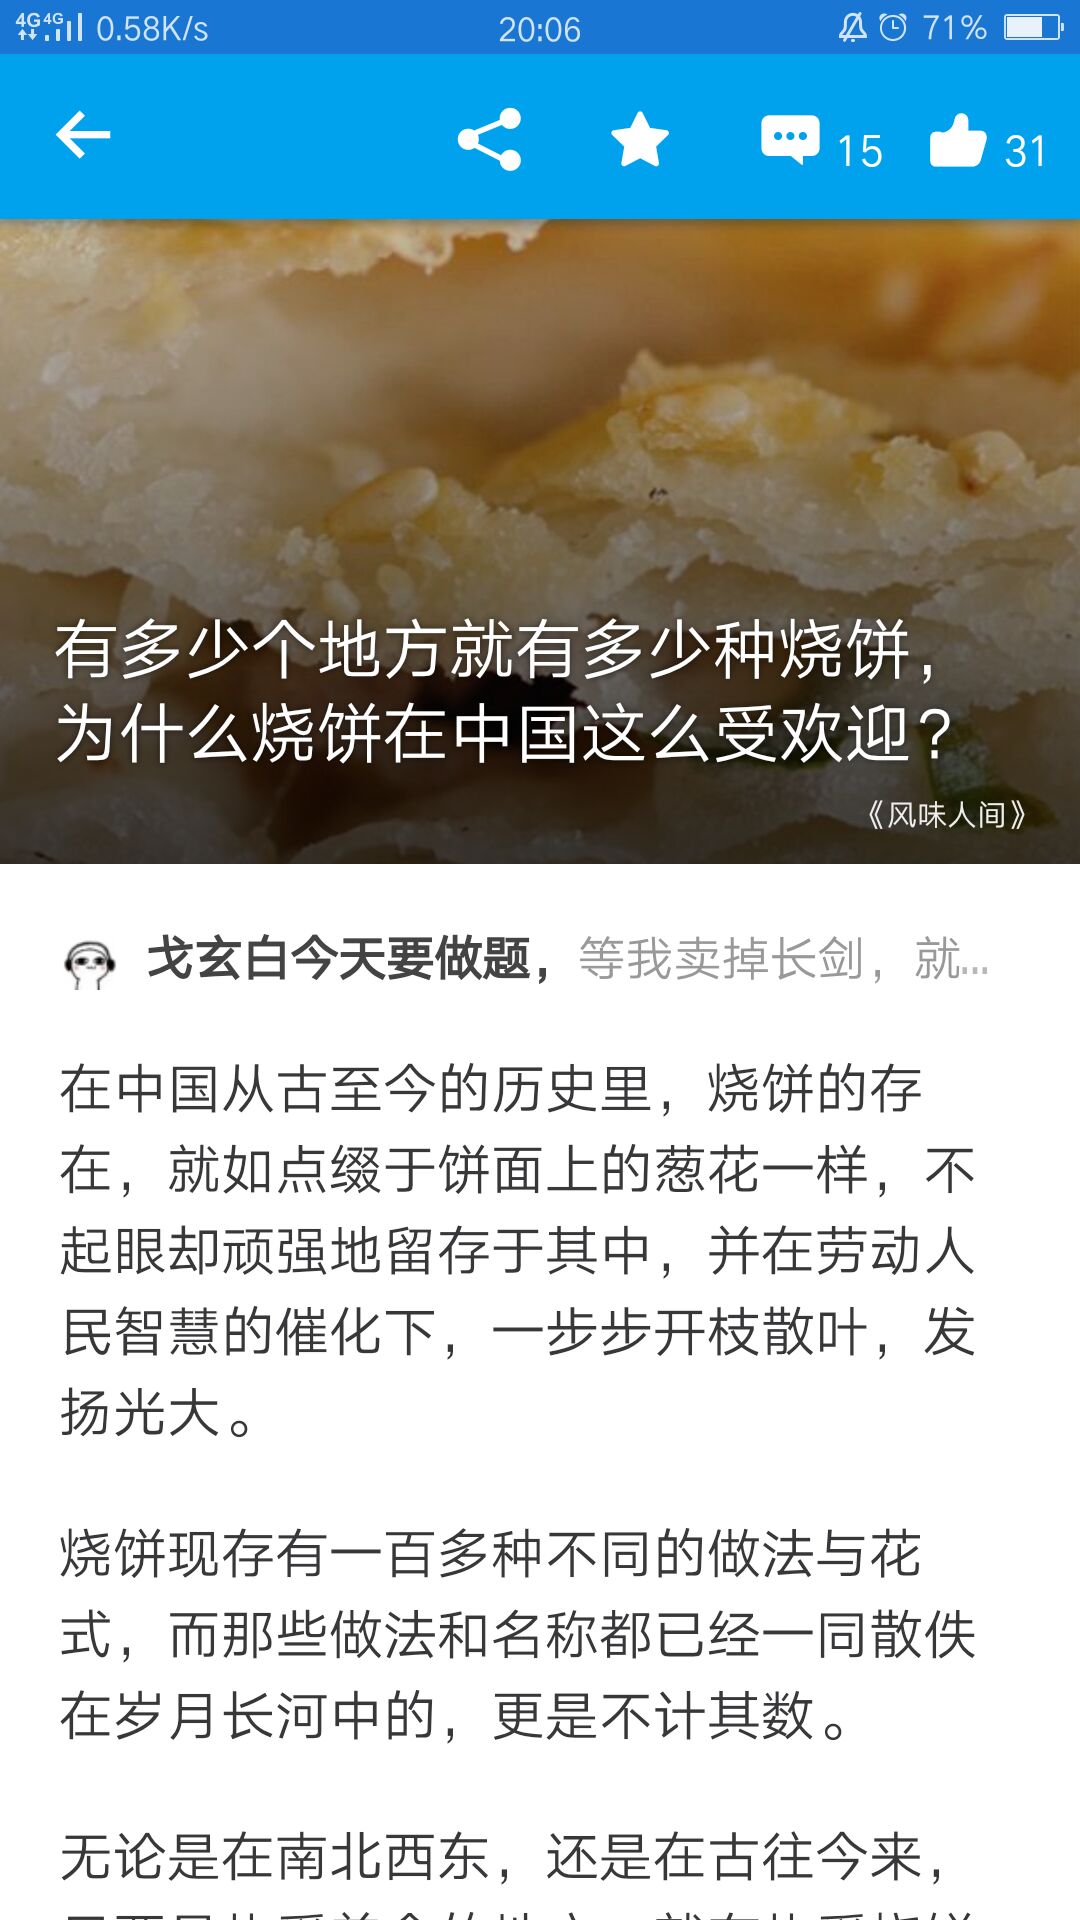 4G 4G 0.58K/s 20:06 71%
15 31
有多少个地方就有多少种烧饼，
为什么烧饼在中国这么受欢迎？
《风味人间》
戈玄白今天要做题，等我卖掉长剑，就...
在中国从古至今的历史里，烧饼的存
在，就如点缀于饼面上的葱花一样，不
起眼却顽强地留存于其中，并在劳动人
民智慧的催化下，一步步开枝散叶，发
扬光大。
烧饼现存有一百多种不同的做法与花
式，而那些做法和名称都已经一同散佚
在岁月长河中的，更是不计其数。
无论是在南北西东，还是在古往今来，